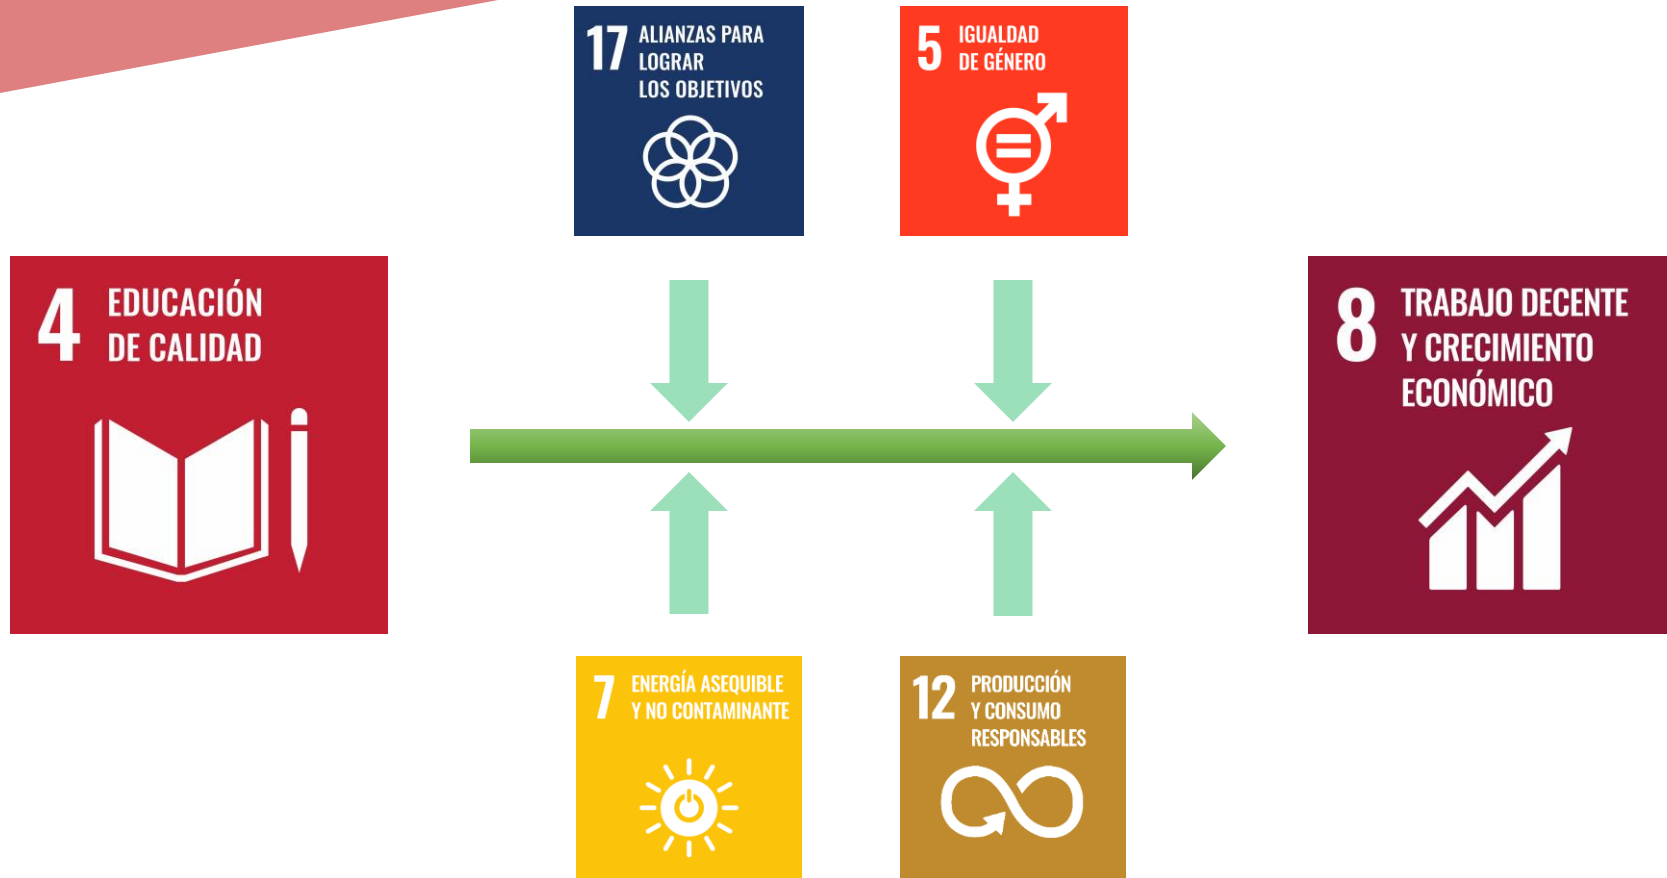 17 ALIANZAS PARA
LOGRAR
LOS OBJETIVOS
5 IGUALDAD
DE GÉNERO
4 EDUCACIÓN
DE CALIDAD
8 TRABAJO DECENTE
Y CRECIMIENTO
ECONÓMICO
7 ENERGÍA ASEQUIBLE
Y NO CONTAMINANTE
12 PRODUCCIÓN
Y CONSUMO
RESPONSABLES